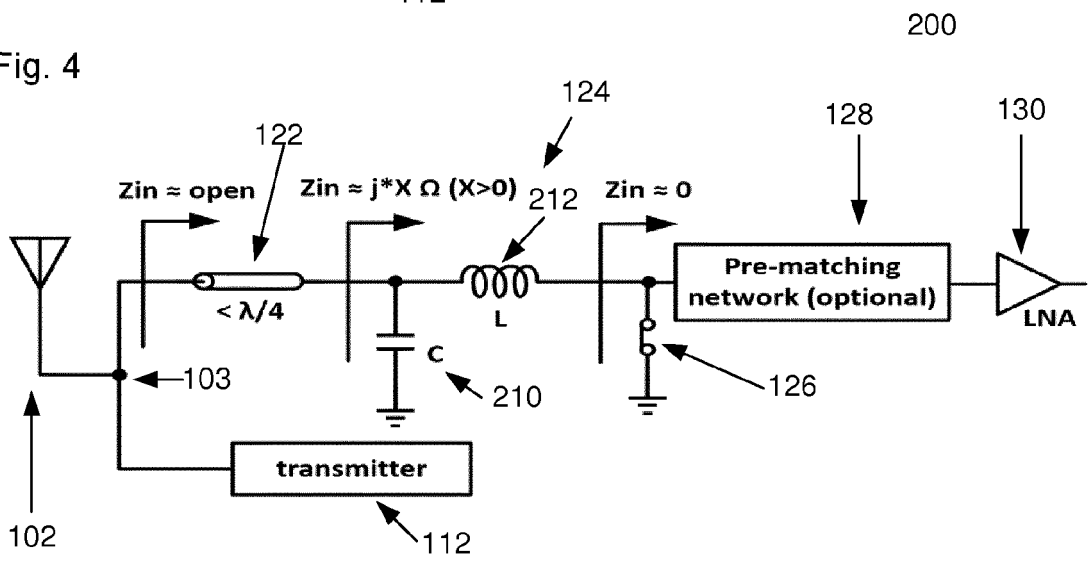 200
Fig. 4
124
122
128
130
Zin ≈ open
Zin ≈ j*X Ω (X>0)
212
Zin ≈ 0
Pre-matching
network (optional)
< λ/4
L
LNA
C
103
210
126
transmitter
102
112